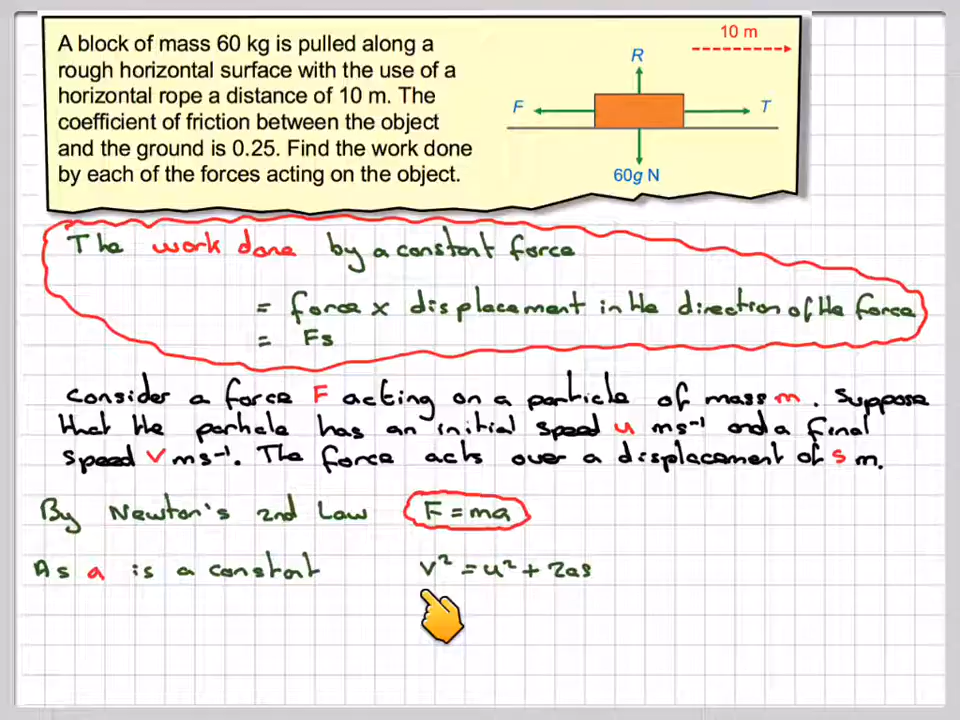 A block of mass 60 kg is pulled along a
rough horizontal surface with the use of a
horizontal rope a distance of 10 m. The
coefficient of friction between the object
and the ground is 0.25. Find the work done
by each of the forces acting on the object.
10 m
R
F
T
60g N
The work done by a constant force
= force x displacement in the direction of the force
= Fs
Consider a force F acting on a particle of mass m. Suppose
that the particle has an initial speed u ms⁻¹ and a final
speed v ms⁻¹. The force acts over a displacement of s m.
By Newton's 2nd Law F = ma
As a is a constant v² = u² + 2as